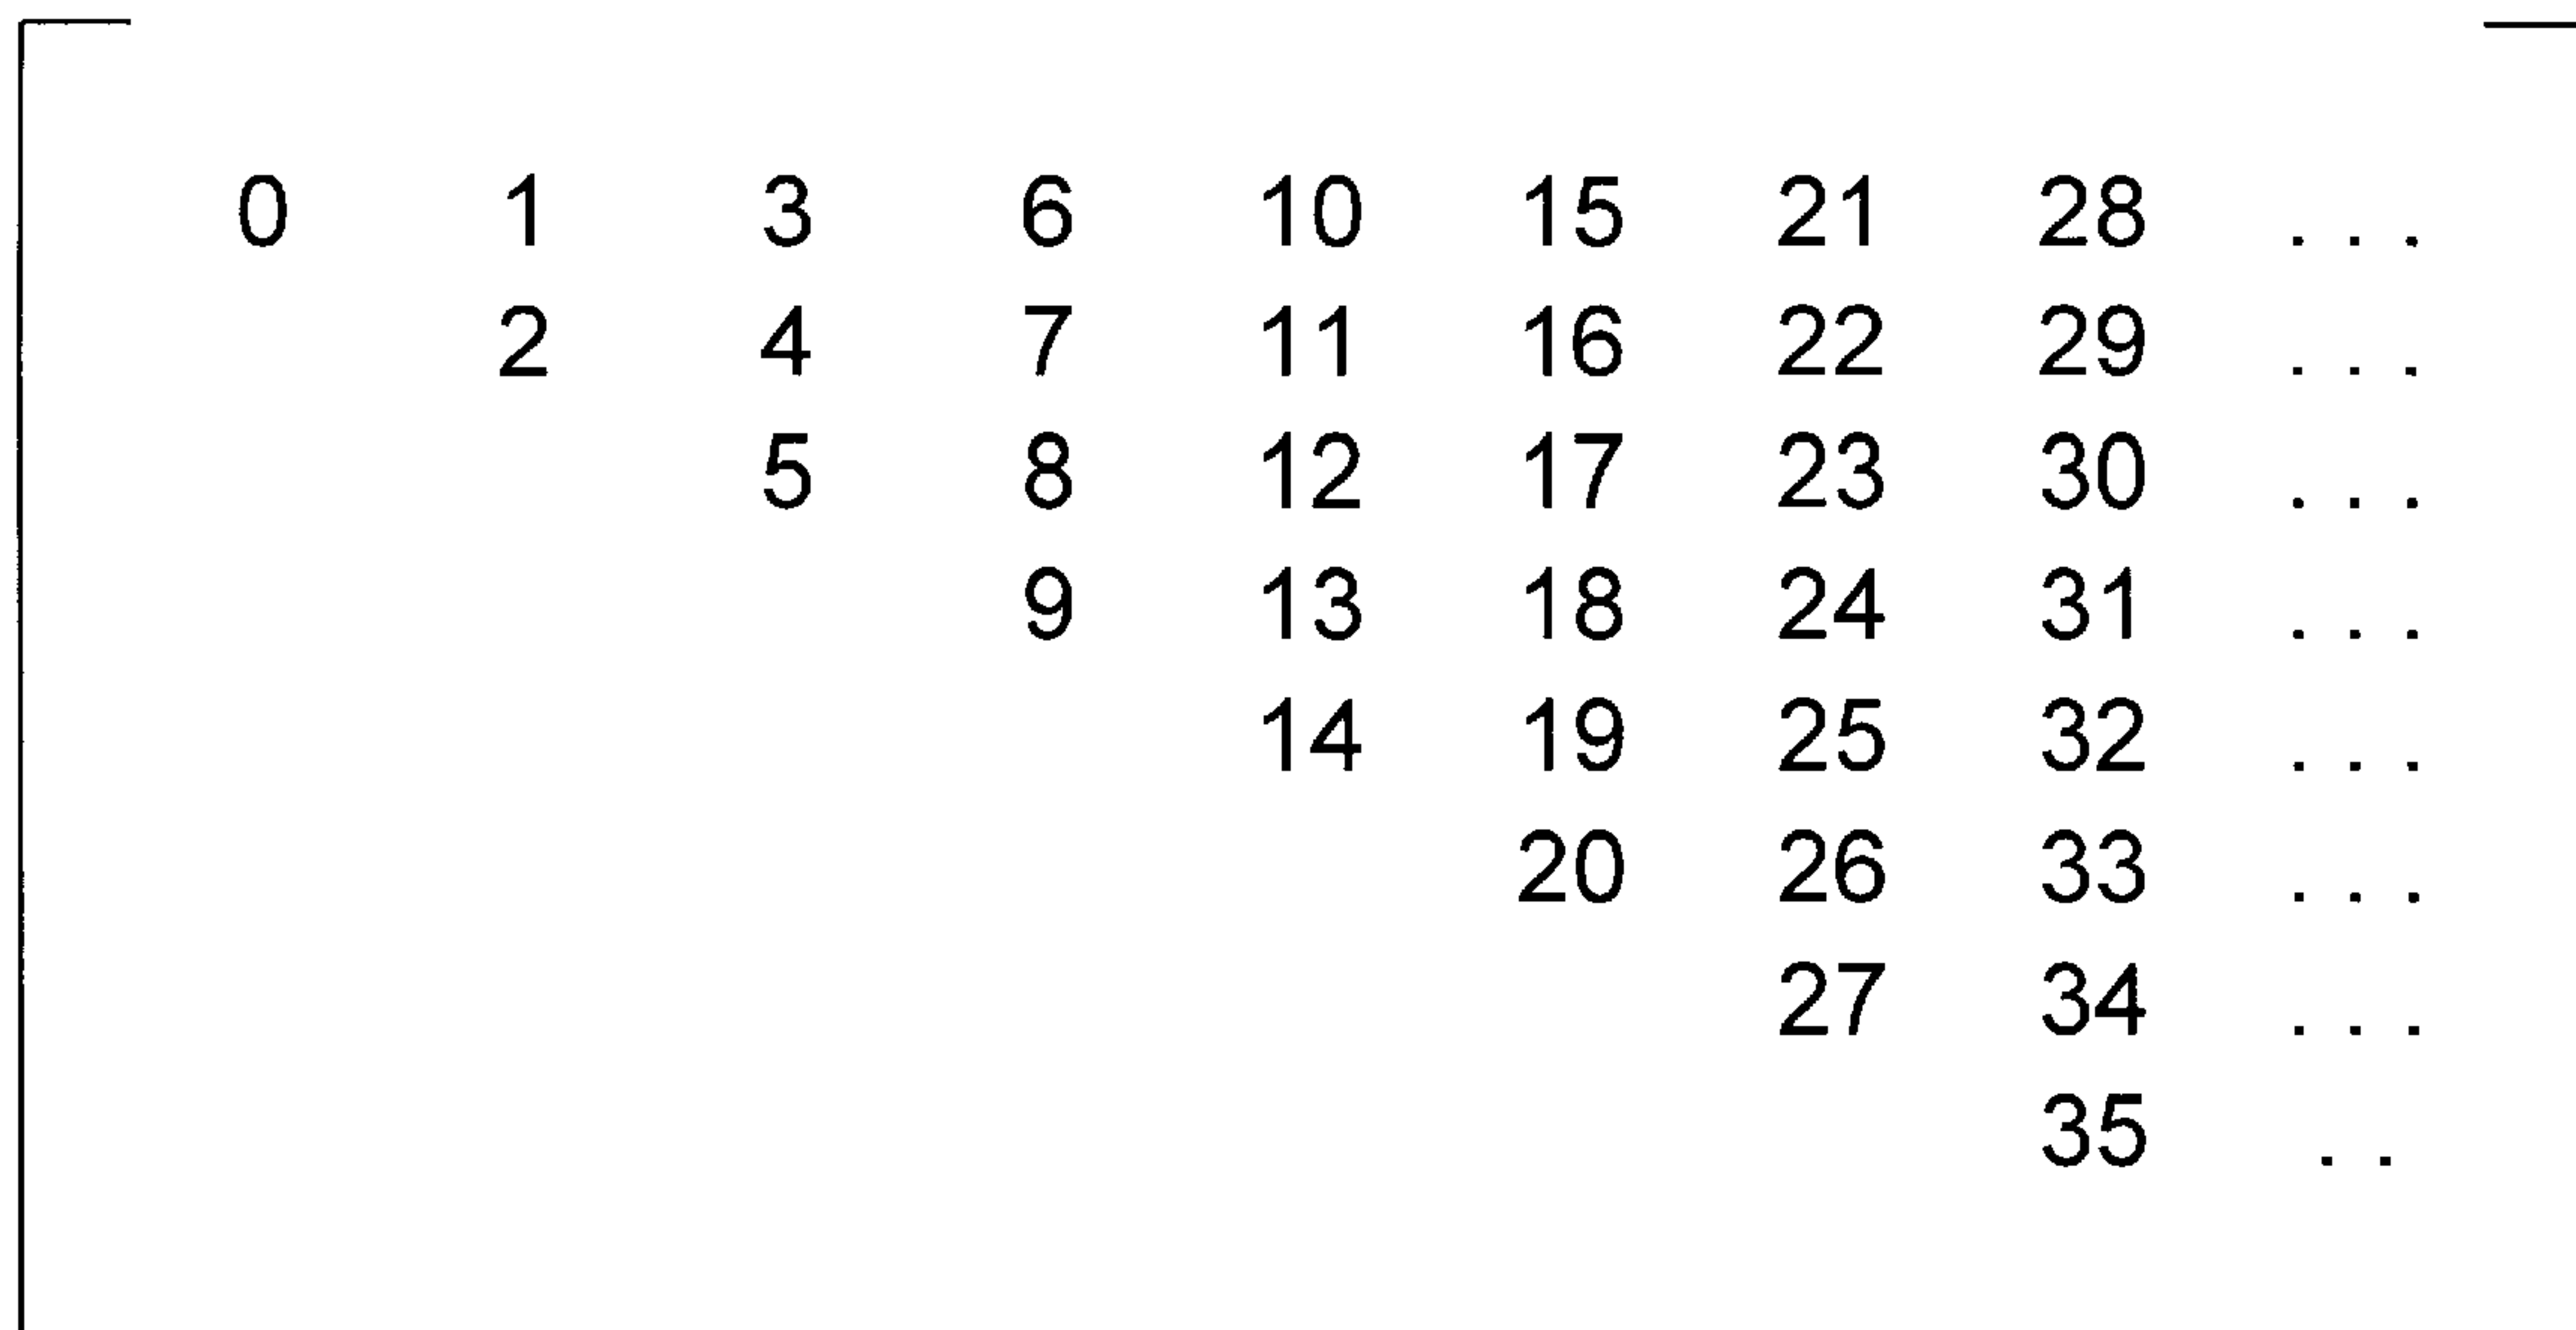 0 1 3 6 10 15 21 28 . . .
2 4 7 11 16 22 29 . . .
5 8 12 17 23 30 . . .
9 13 18 24 31 . . .
14 19 25 32 . . .
20 26 33 . . .
27 34 . . .
35 . .